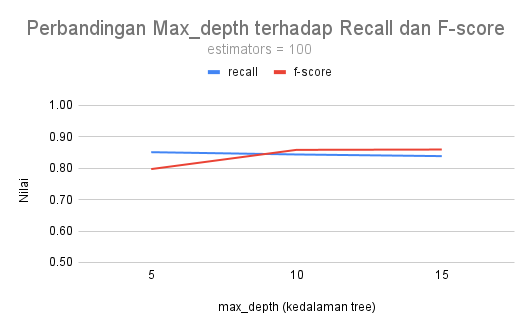 Perbandingan Max_depth terhadap Recall dan F-score
estimators = 100
recall f-score
1.00
0.90
0.80
0.70
0.60
0.50
Nilai
5 10 15
max_depth (kedalaman tree)